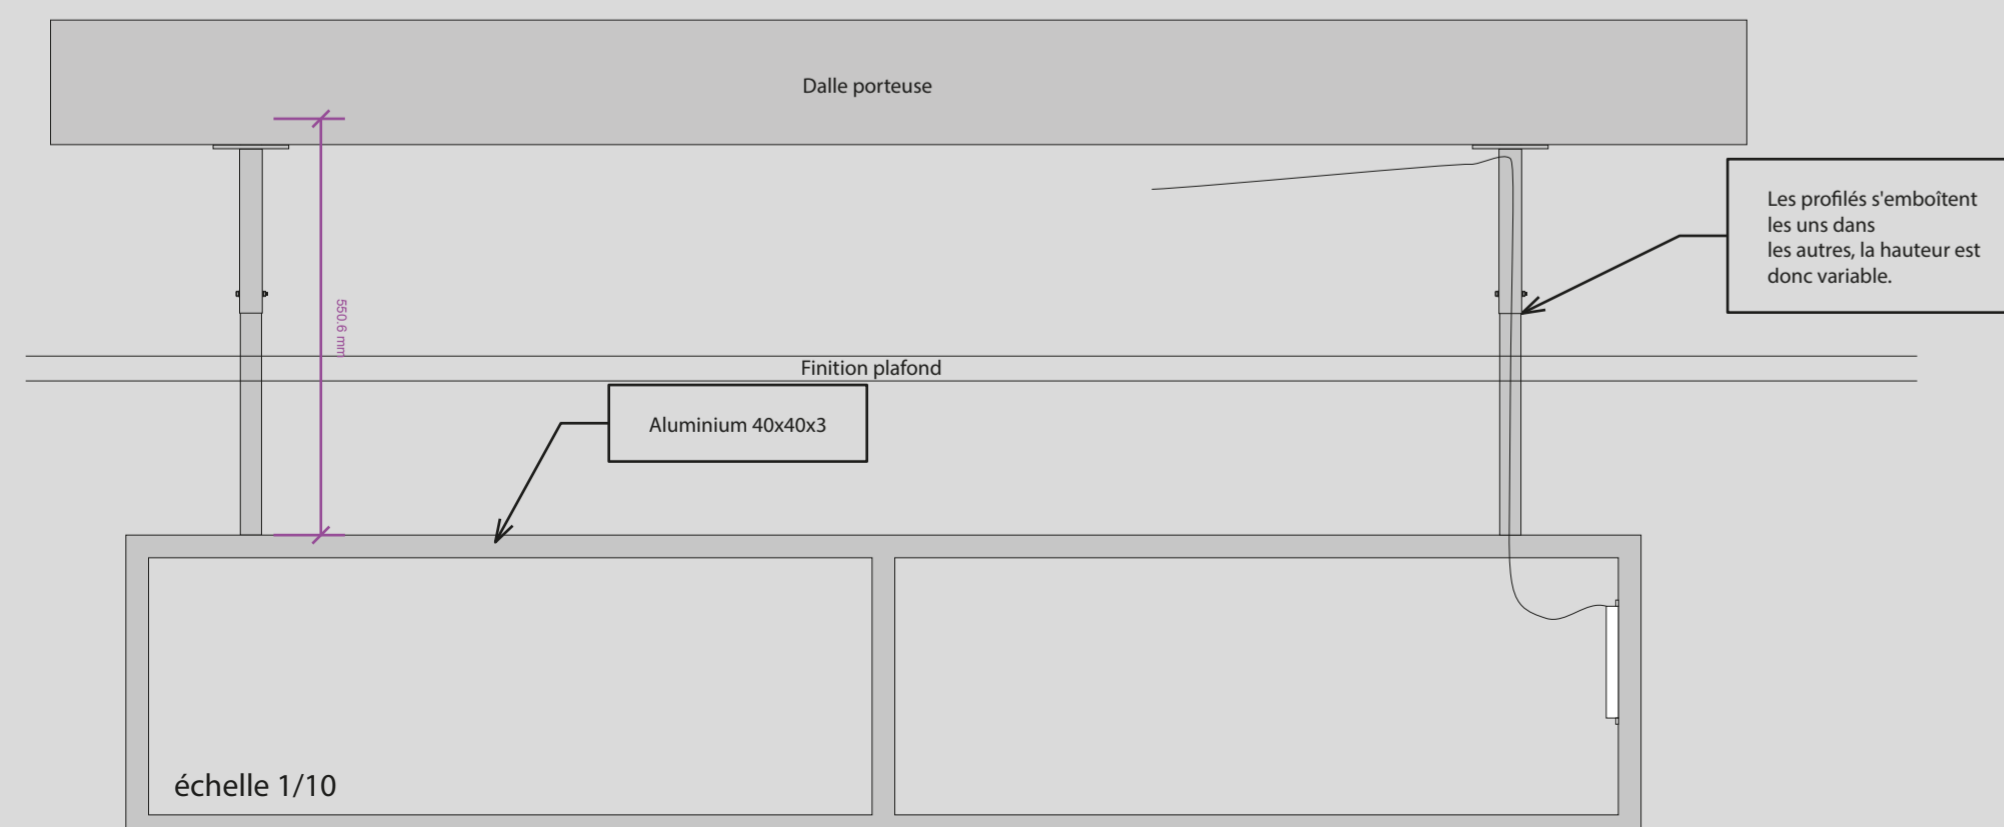 Dalle porteuse
Les profilés s'emboîtent
les uns dans
les autres, la hauteur est
donc variable.
550.6 mm
Finition plafond
Aluminium 40x40x3
échelle 1/10